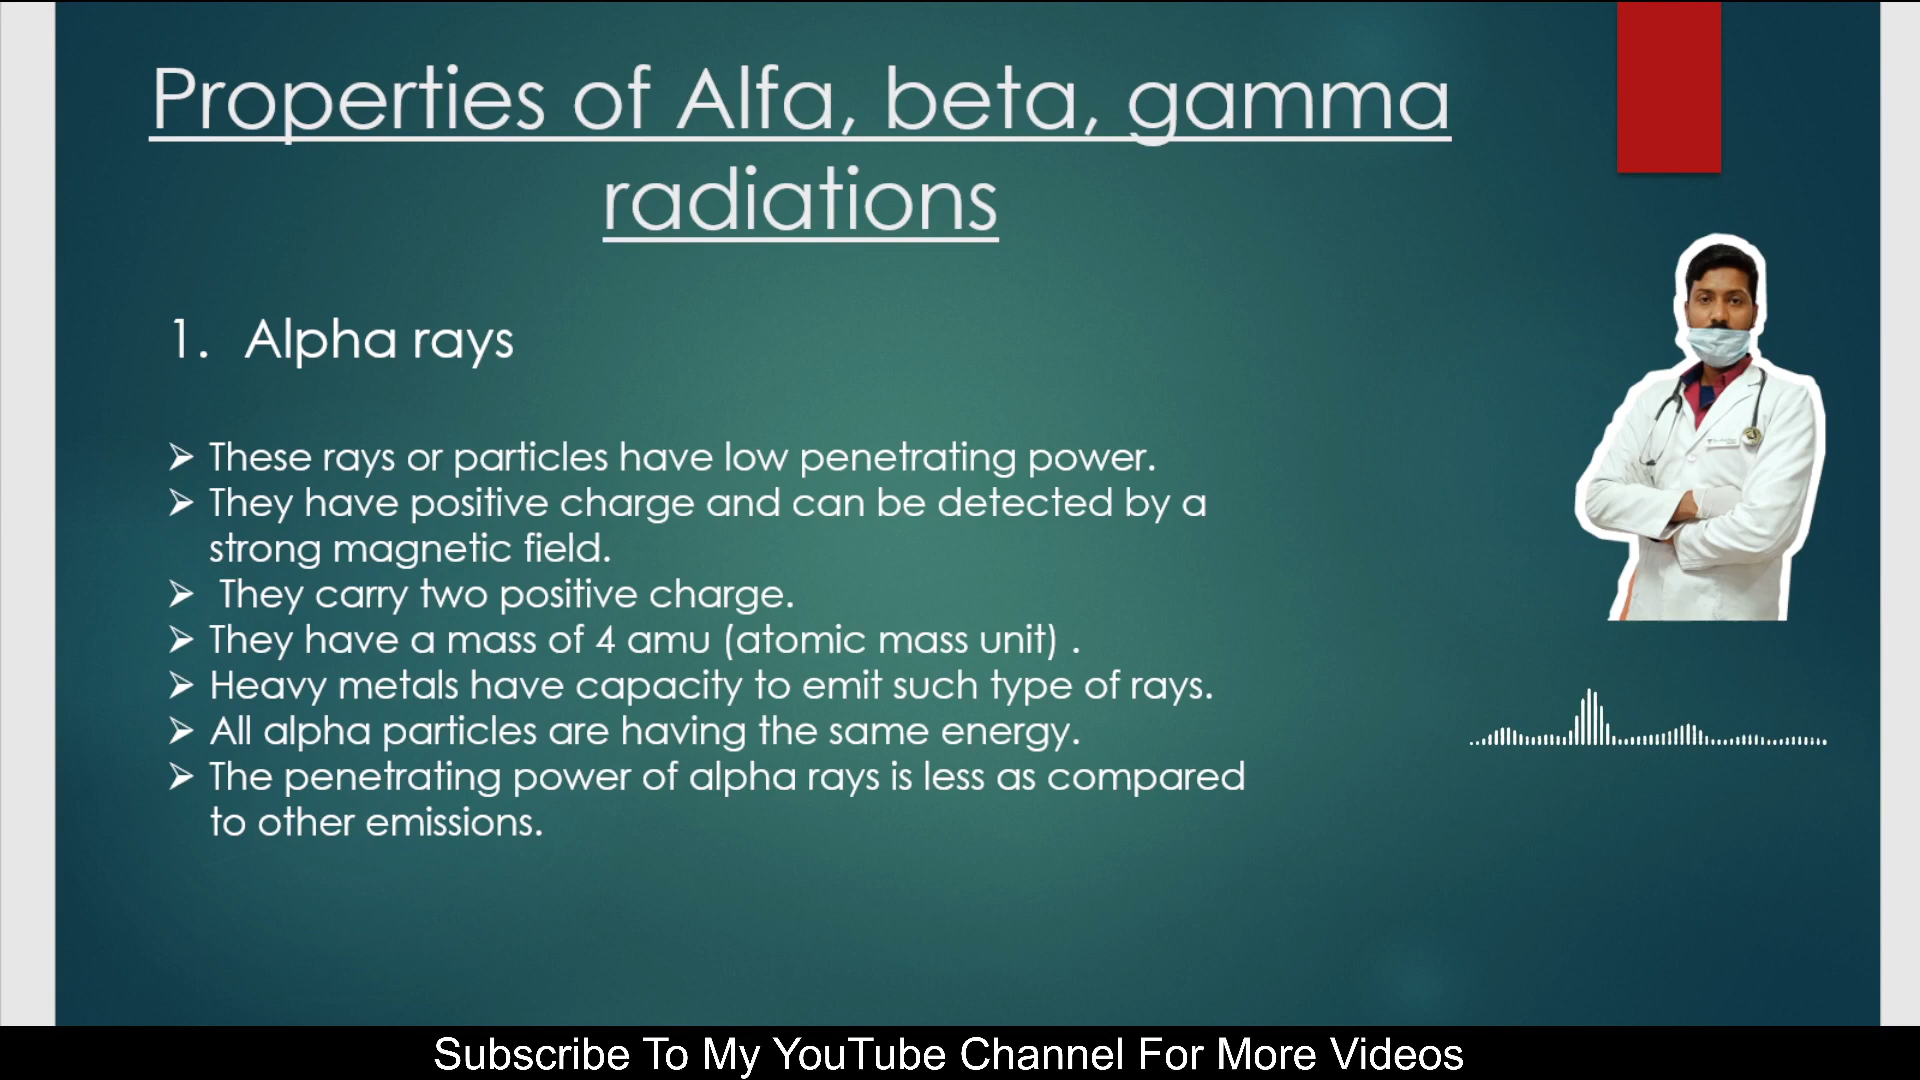 Properties of Alfa, beta, gamma
radiations
1. Alpha rays
➢ These rays or particles have low penetrating power.
➢ They have positive charge and can be detected by a
strong magnetic field.
➢ They carry two positive charge.
➢ They have a mass of 4 amu (atomic mass unit) .
➢ Heavy metals have capacity to emit such type of rays.
➢ All alpha particles are having the same energy.
➢ The penetrating power of alpha rays is less as compared
to other emissions.
Subscribe To My YouTube Channel For More Videos